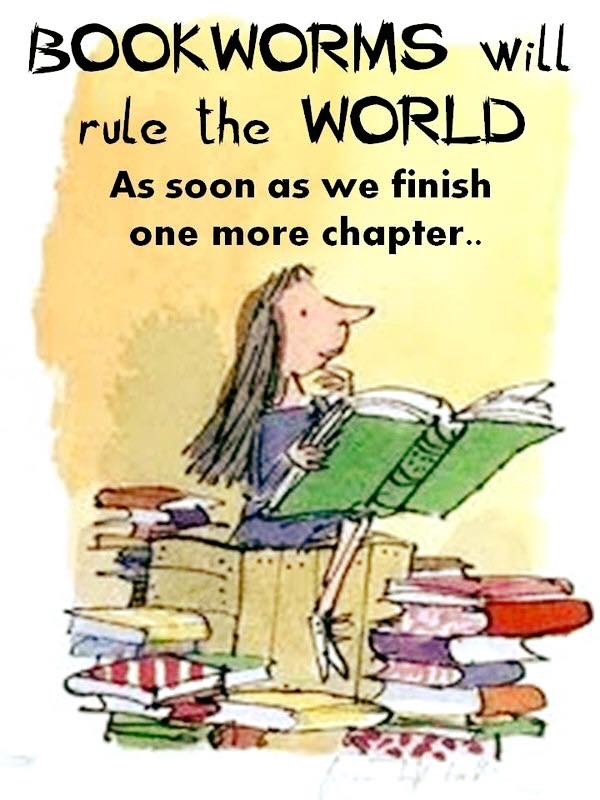 BOOKWORMS will
rule the WORLD
As soon as we finish
one more chapter..